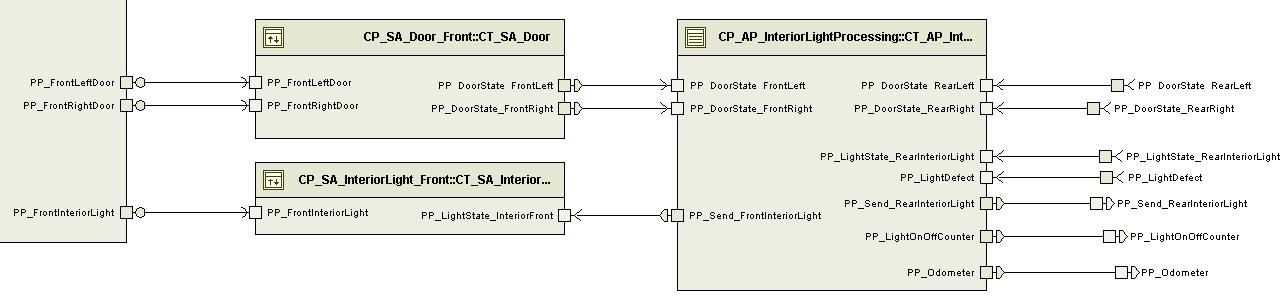 PP_FrontLeftDoor
PP_FrontRightDoor
PP_FrontInteriorLight
CP_SA_Door_Front::CT_SA_Door
PP_FrontLeftDoor
PP_FrontRightDoor
PP_DoorState_FrontLeft
PP_DoorState_FrontRight
CP_SA_InteriorLight_Front::CT_SA_Interior...
PP_FrontInteriorLight
PP_LightState_InteriorFront
CP_AP_InteriorLightProcessing::CT_AP_Int...
PP_DoorState_FrontLeft
PP_DoorState_FrontRight
PP_Send_FrontInteriorLight
PP_DoorState_RearLeft
PP_DoorState_RearRight
PP_LightState_RearInteriorLight
PP_LightDefect
PP_Send_RearInteriorLight
PP_LightOnOffCounter
PP_Odometer
PP_DoorState_RearLeft
PP_DoorState_RearRight
PP_LightState_RearInteriorLight
PP_LightDefect
PP_Send_RearInteriorLight
PP_LightOnOffCounter
PP_Odometer